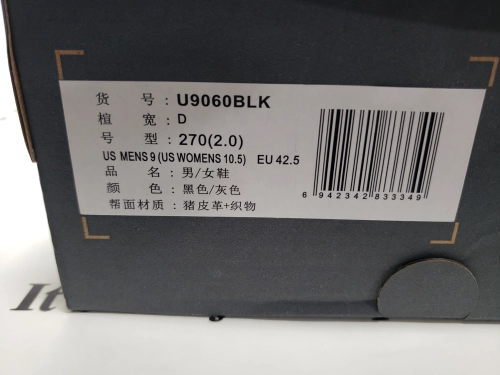 货 号：U9060BLK
楦 宽：D
号 型：270(2.0)
US MENS 9 (US WOMENS 10.5) EU 42.5
品 名：男/女鞋
颜 色：黑色/灰色
帮面材质：猪皮革+织物
6 942342 833349
It